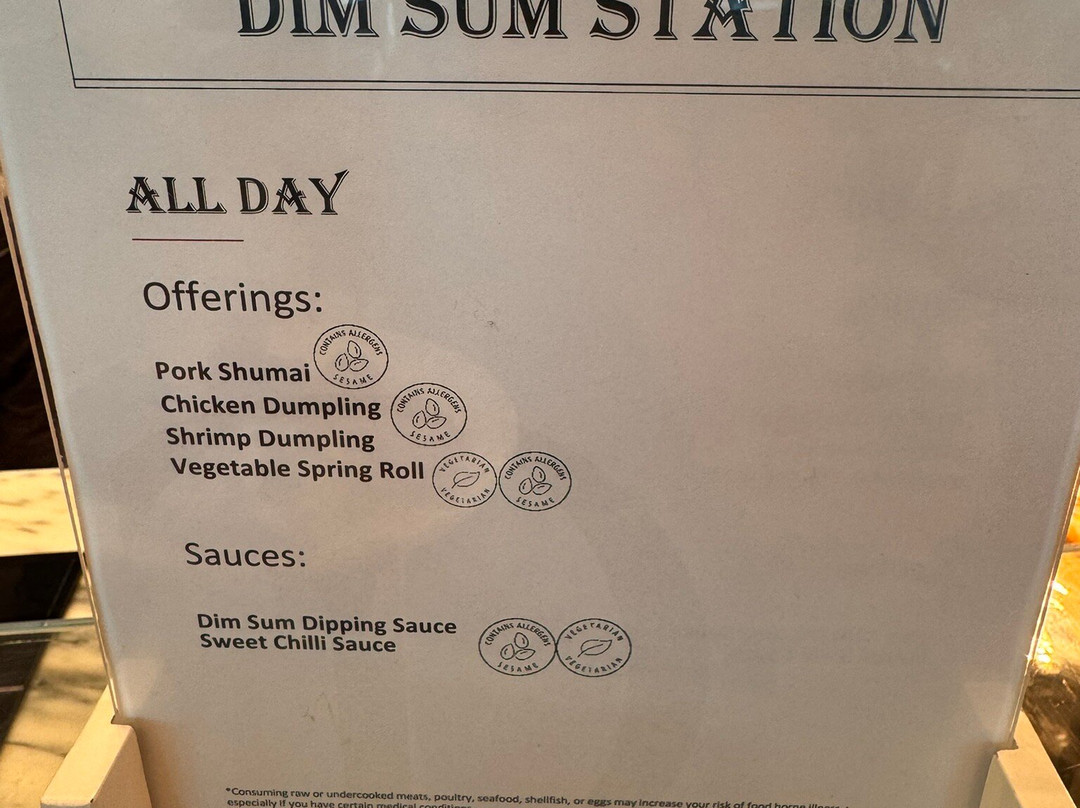 DIM SUM STATION
ALL DAY
Offerings:
CONTAINS ALLERGENS
SESAME
Pork Shumai
Chicken Dumpling
CONTAINS ALLERGENS
SESAME
Shrimp Dumpling
Vegetable Spring Roll
VEGETARIAN
VEGETARIAN
CONTAINS ALLERGENS
SESAME
Sauces:
Dim Sum Dipping Sauce
Sweet Chilli Sauce
CONTAINS ALLERGENS
SESAME
VEGETARIAN
VEGETARIAN
*Consuming raw or undercooked meats, poultry, seafood, shellfish, or eggs may increase your risk of food borne
especially if you have certain medical